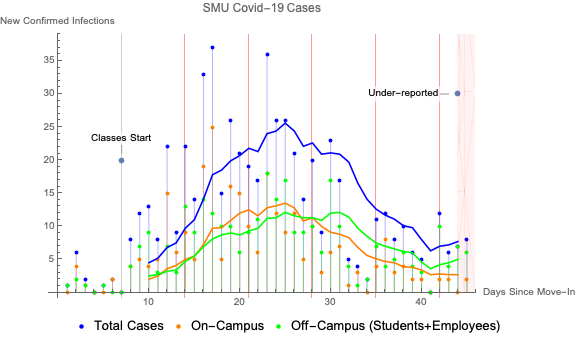 SMU Covid-19 Cases
New Confirmed Infections
35
30
25
20
15
10
5
Classes Start
Under-reported
10 20 30 40 Days Since Move-In
Total Cases On-Campus Off-Campus (Students+Employees)